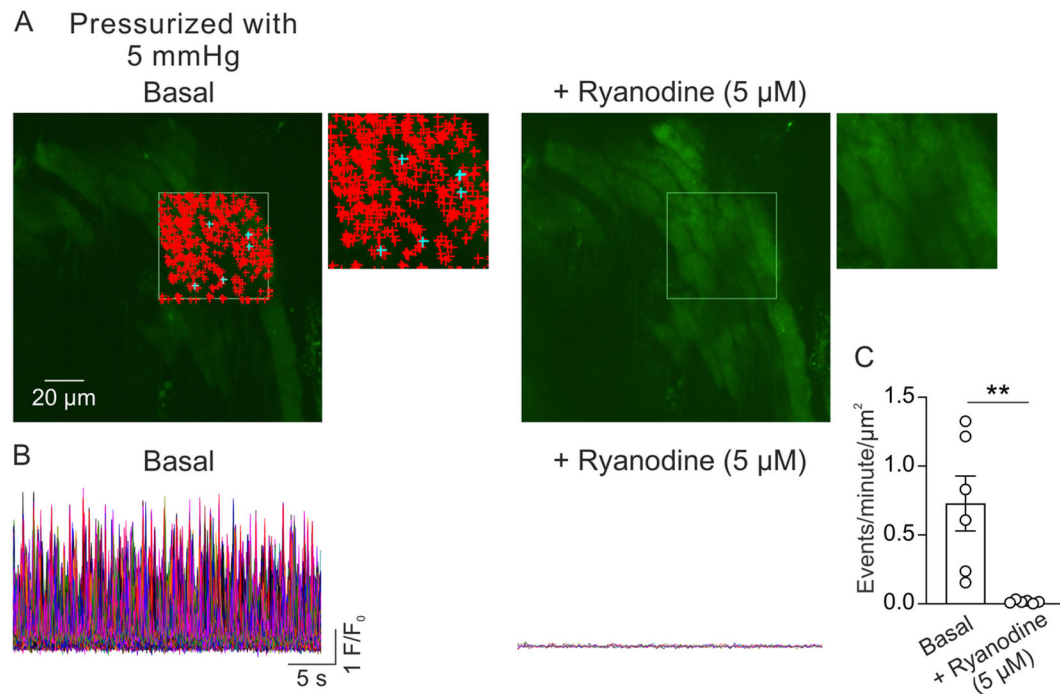 A
Pressurized with
5 mmHg
Basal
+ Ryanodine (5 µM)
20 µm
B
Basal
+ Ryanodine (5 µM)
1 F/F₀
5 s
C
**
Events/minute/µm²
1.5
1.0
0.5
0.0
Basal
+ Ryanodine
(5 µM)